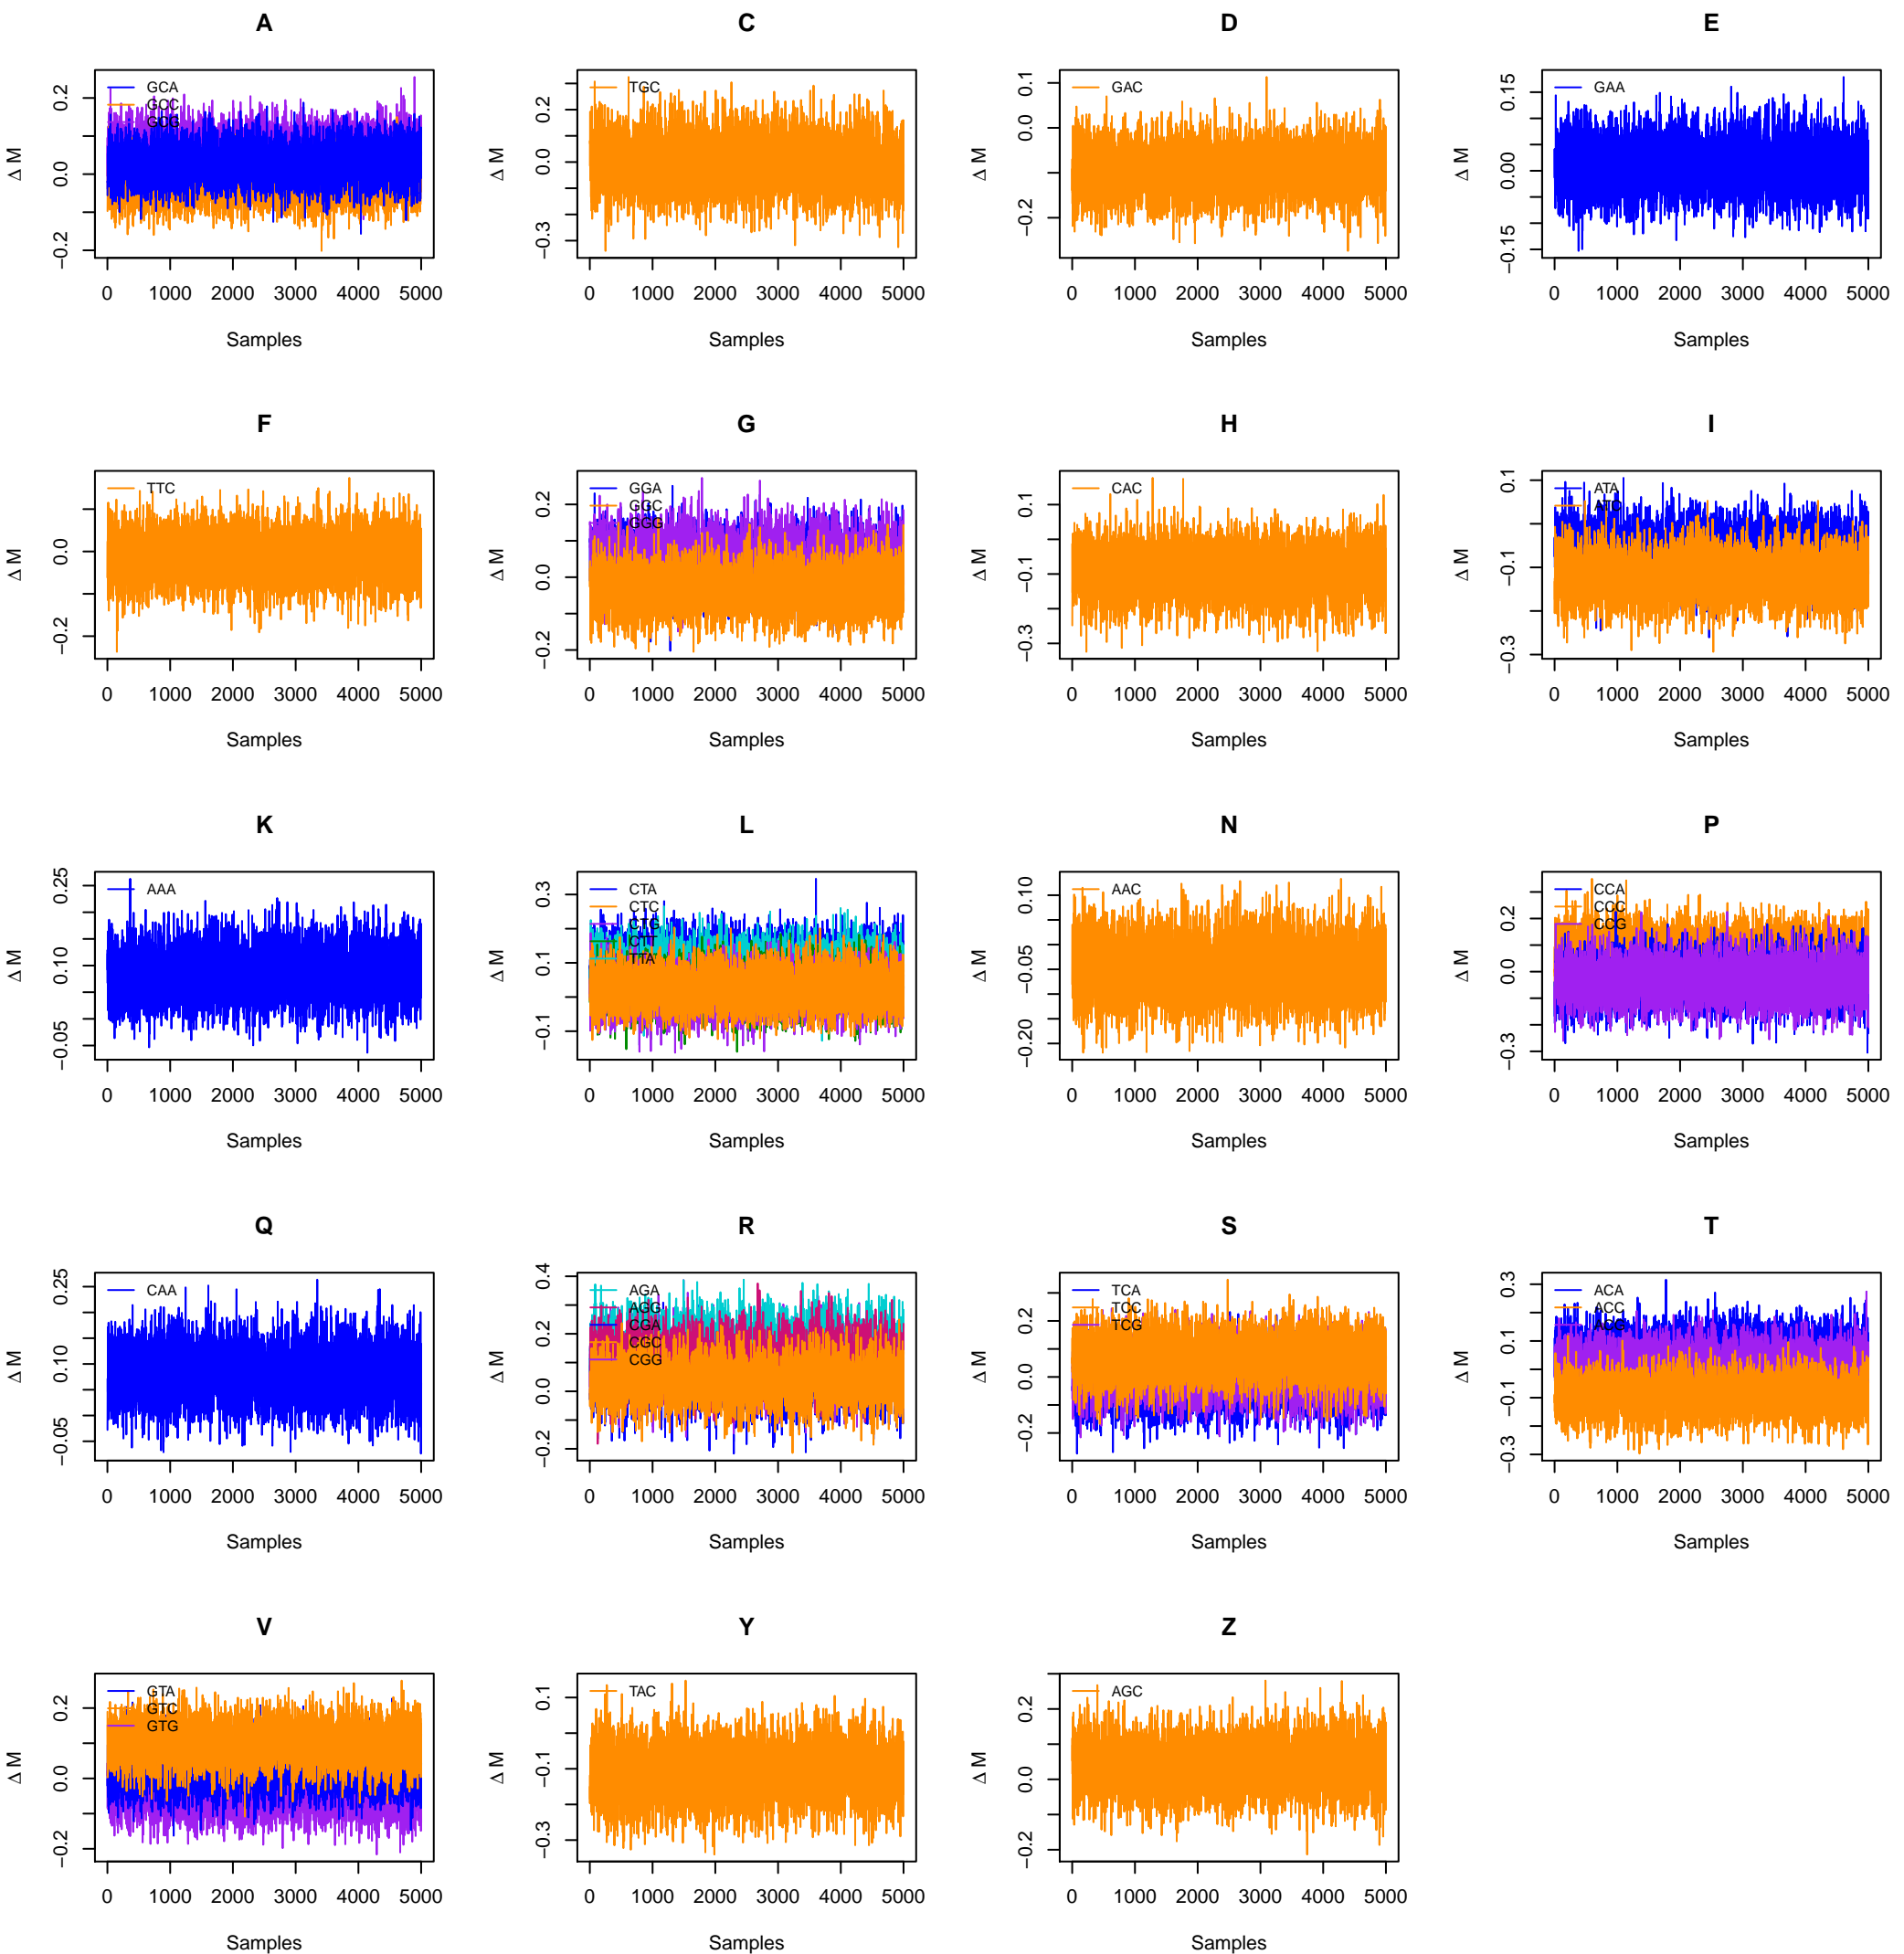 A
C
D
E
Δ M
0.2
0.0
−0.2
GCA
GCC
GCG
0 1000 2000 3000 4000 5000
Samples
Δ M
0.2
0.0
−0.3
TGC
0 1000 2000 3000 4000 5000
Samples
Δ M
0.1
0.0
−0.2
GAC
0 1000 2000 3000 4000 5000
Samples
Δ M
0.15
0.00
−0.15
GAA
0 1000 2000 3000 4000 5000
Samples
F
G
H
I
Δ M
0.0
−0.2
TTC
0 1000 2000 3000 4000 5000
Samples
Δ M
0.2
0.0
−0.2
GGA
GGC
GGG
0 1000 2000 3000 4000 5000
Samples
Δ M
0.1
−0.1
−0.3
CAC
0 1000 2000 3000 4000 5000
Samples
Δ M
0.1
−0.1
−0.3
ATA
ATC
0 1000 2000 3000 4000 5000
Samples
K
L
N
P
Δ M
0.25
0.10
−0.05
AAA
0 1000 2000 3000 4000 5000
Samples
Δ M
0.3
0.1
−0.1
CTA
CTC
CTG
CTT
TTA
0 1000 2000 3000 4000 5000
Samples
Δ M
0.10
−0.05
−0.20
AAC
0 1000 2000 3000 4000 5000
Samples
Δ M
0.2
0.0
−0.3
CCA
CCC
CCG
0 1000 2000 3000 4000 5000
Samples
Q
R
S
T
Δ M
0.25
0.10
−0.05
CAA
0 1000 2000 3000 4000 5000
Samples
Δ M
0.4
0.2
0.0
−0.2
AGA
AGG
CGA
CGC
CGG
0 1000 2000 3000 4000 5000
Samples
Δ M
0.2
0.0
−0.2
TCA
TCC
TCG
0 1000 2000 3000 4000 5000
Samples
Δ M
0.3
0.1
−0.1
−0.3
ACA
ACC
ACG
0 1000 2000 3000 4000 5000
Samples
V
Y
Z
Δ M
0.2
0.0
−0.2
GTA
GTC
GTG
0 1000 2000 3000 4000 5000
Samples
Δ M
0.1
−0.1
−0.3
TAC
0 1000 2000 3000 4000 5000
Samples
Δ M
0.2
0.0
−0.2
AGC
0 1000 2000 3000 4000 5000
Samples